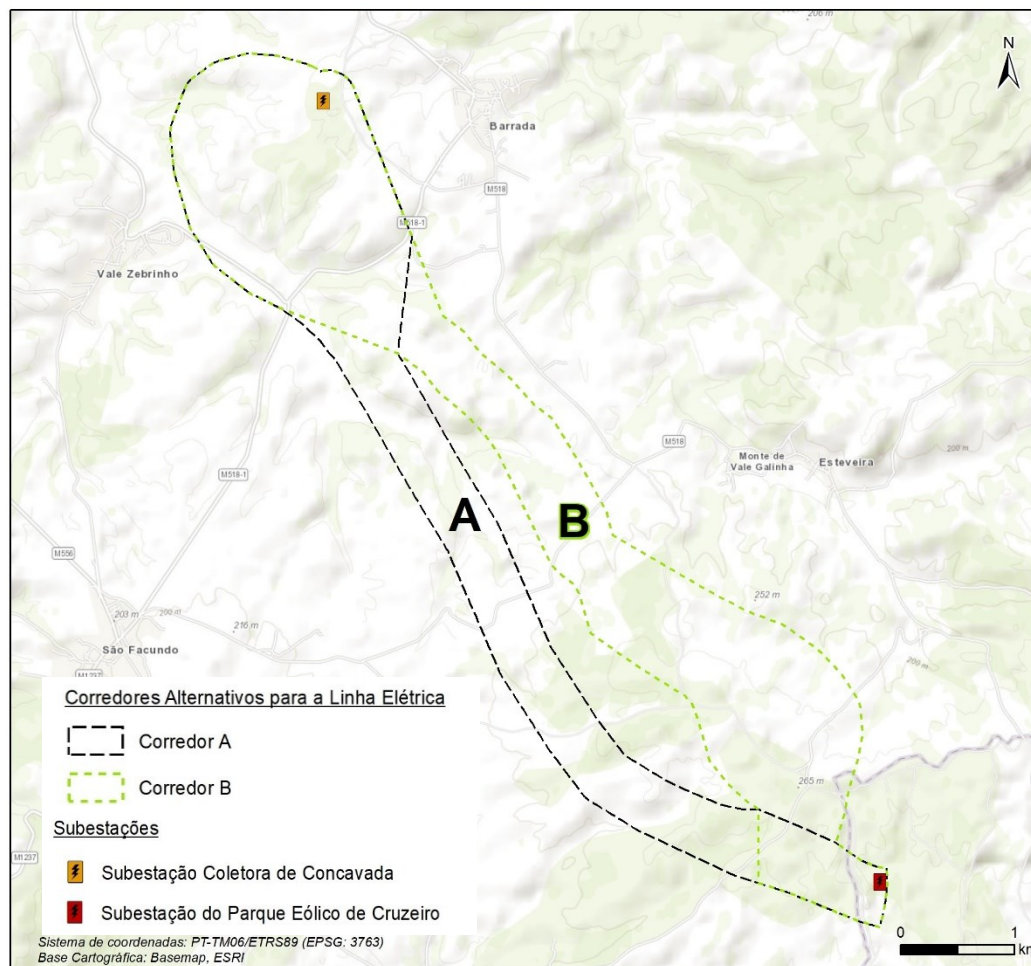 206 m
N
Barrada
M518
M518-1
Vale Zebrinho
M518
Monte de
Vale Galinha
Esteveira
200 m
M518-1
A
B
M556
252 m
203 m
200 m
216 m
São Facundo
200 m
M1237
265 m
M1237
Corredores Alternativos para a Linha Elétrica
Corredor A
Corredor B
Subestações
Subestação Coletora de Concavada
Subestação do Parque Eólico de Cruzeiro
Sistema de coordenadas: PT-TM06/ETRS89 (EPSG: 3763)
Base Cartográfica: Basemap, ESRI
0
1
km